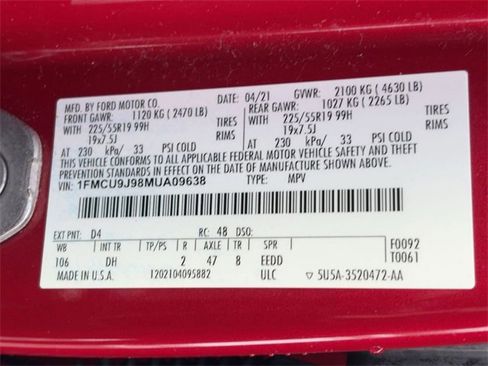 MFD. BY FORD MOTOR CO. DATE: 04/21 GVWR: 2100 KG ( 4630 LB)
FRONT GAWR: 1120 KG ( 2470 LB) REAR GAWR: 1027 KG ( 2265 LB)
WITH 225/55R19 99H TIRES WITH 225/55R19 99H TIRES
19x7.5J RIMS 19x7.5J RIMS
AT 230 kPa/ 33 PSI COLD AT 230 kPa/ 33 PSI COLD
THIS VEHICLE CONFORMS TO ALL APPLICABLE FEDERAL MOTOR VEHICLE SAFETY AND THEFT
PREVENTION STANDARDS IN EFFECT ON THE DATE OF MANUFACTURE SHOWN ABOVE.
VIN: 1FMCU9J98MUA09638 TYPE: MPV
EXT PNT: D4 RC: 48 DSO: F0092
WB INT TR TP/PS R AXLE TR SPR T0061
106 DH 2 47 8 EEDD
MADE IN U.S.A. 1202104095882 ULC ▽ 5U5A-3520472-AA